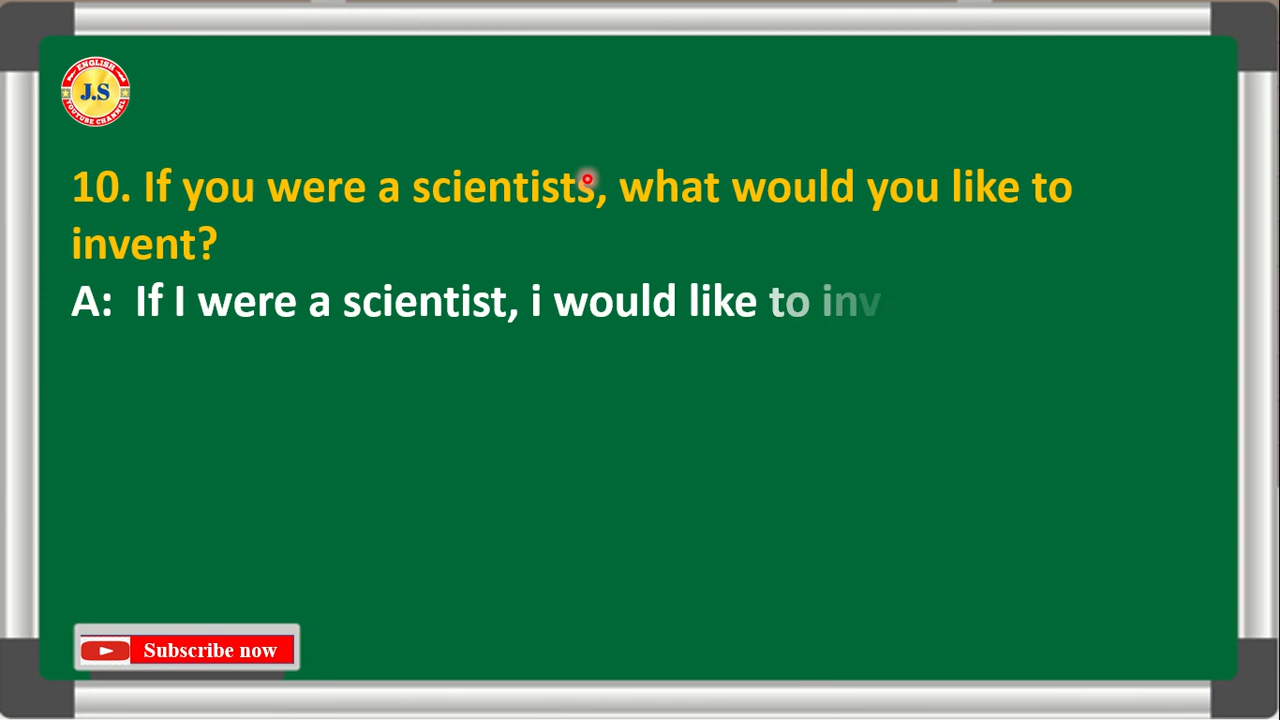 ENGLISH
J.S
YOUTUBE CHANNEL
10. If you were a scientists, what would you like to
invent?
A: If I were a scientist, i would like to inv
Subscribe now